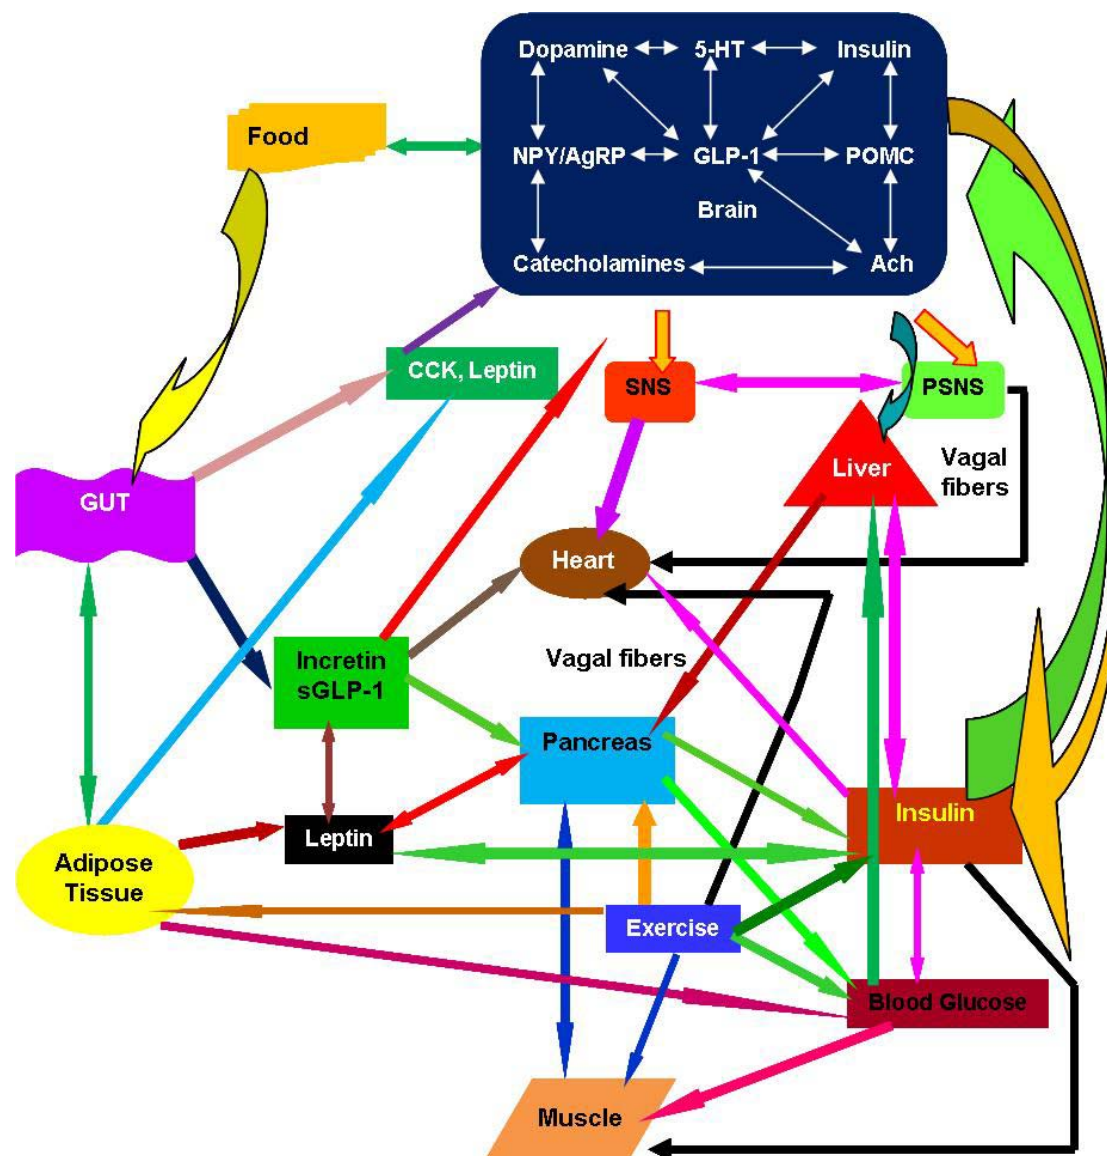 Dopamine 5-HT Insulin
Food
NPY/AgRP GLP-1 POMC
Brain
Catecholamines Ach
CCK, Leptin
SNS
PSNS
Liver
Vagal
fibers
GUT
Heart
Incretin
sGLP-1
Vagal fibers
Pancreas
Insulin
Leptin
Adipose
Tissue
Exercise
Blood Glucose
Muscle